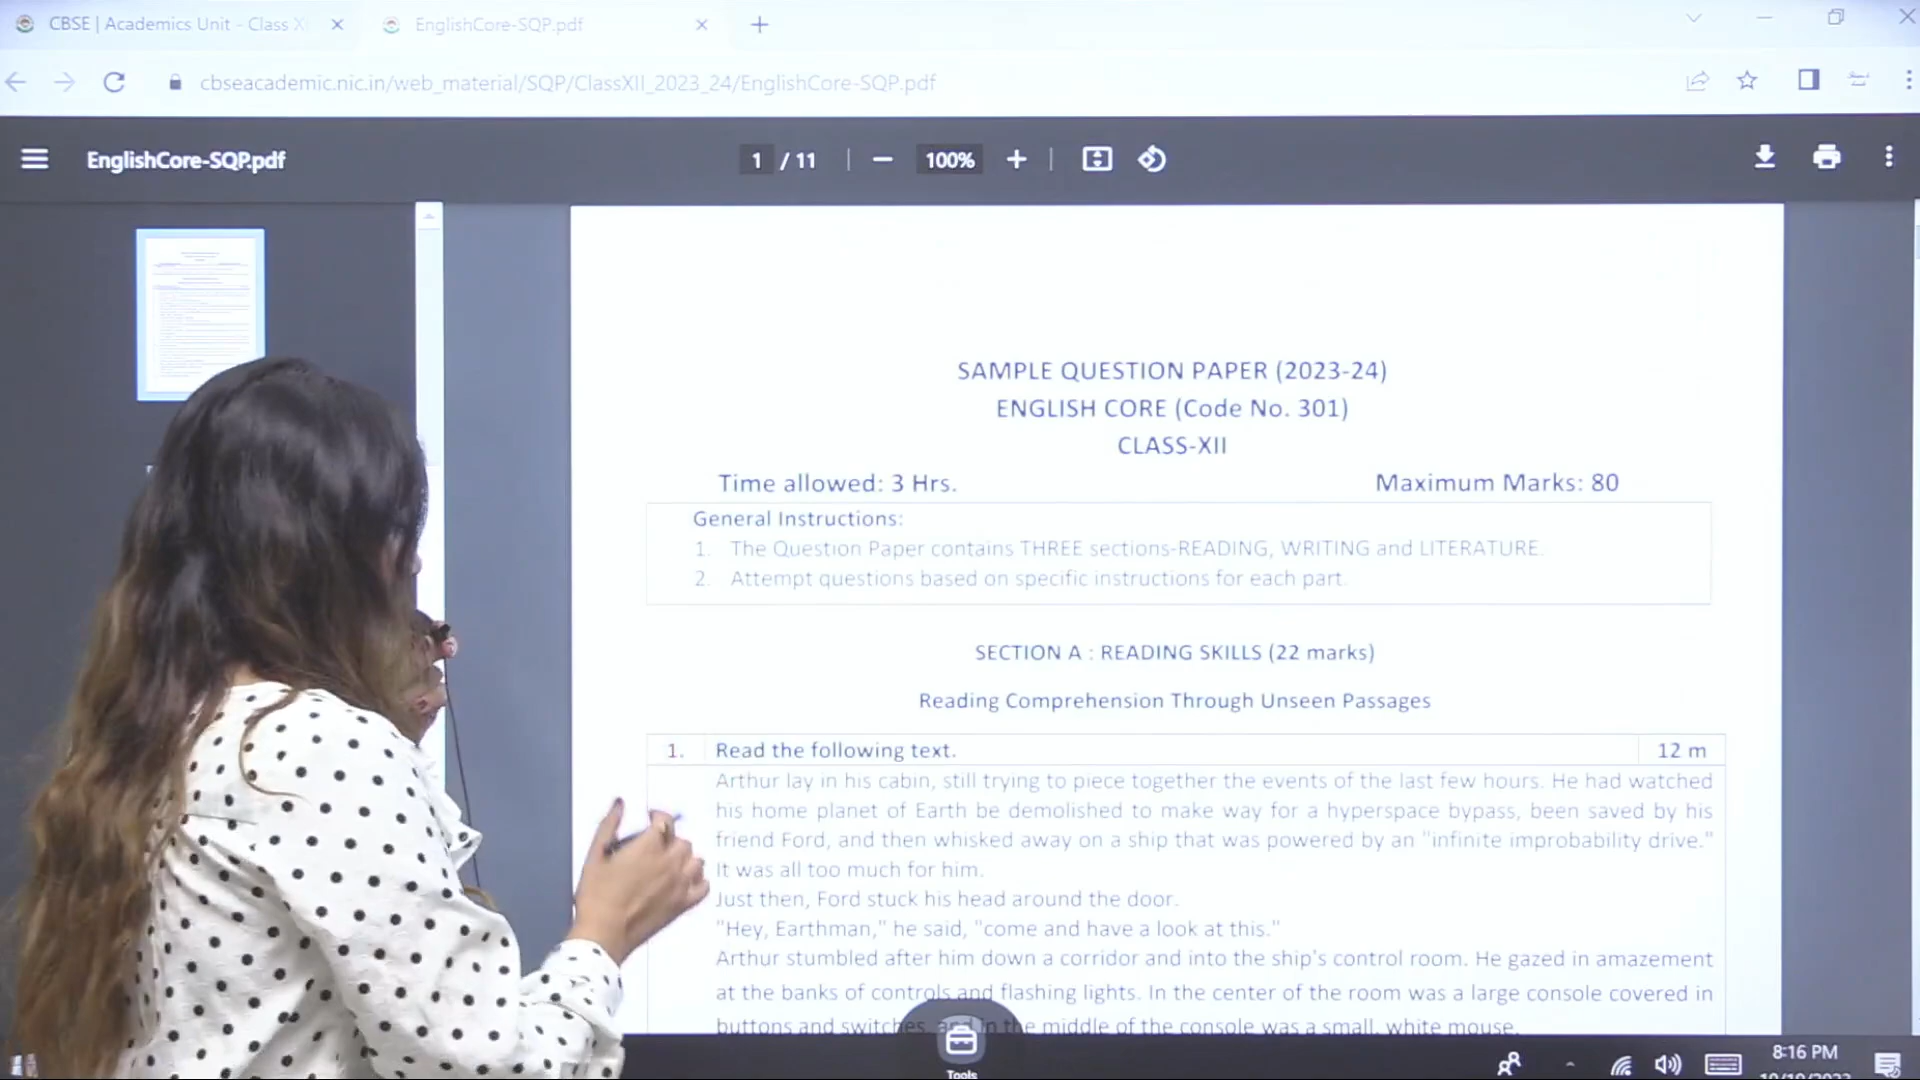 CBSE | Academics Unit - Class X
EnglishCore-SQP.pdf
cbseacademic.nic.in/web_material/SQP/ClassXII_2023_24/EnglishCore-SQP.pdf
EnglishCore-SQP.pdf
1 / 11
100%
SAMPLE QUESTION PAPER (2023-24)
ENGLISH CORE (Code No. 301)
CLASS-XII
Time allowed: 3 Hrs. Maximum Marks: 80
General Instructions:
1. The Question Paper contains THREE sections-READING, WRITING and LITERATURE.
2. Attempt questions based on specific instructions for each part.
SECTION A : READING SKILLS (22 marks)
Reading Comprehension Through Unseen Passages
1. Read the following text. 12 m
Arthur lay in his cabin, still trying to piece together the events of the last few hours. He had watched
his home planet of Earth be demolished to make way for a hyperspace bypass, been saved by his
friend Ford, and then whisked away on a ship that was powered by an "infinite improbability drive."
It was all too much for him.
Just then, Ford stuck his head around the door.
"Hey, Earthman," he said, "come and have a look at this."
Arthur stumbled after him down a corridor and into the ship's control room. He gazed in amazement
at the banks of controls and flashing lights. In the center of the room was a large console covered in
buttons and switches, and in the middle of the console was a small, white mouse.
Tools
8:16 PM